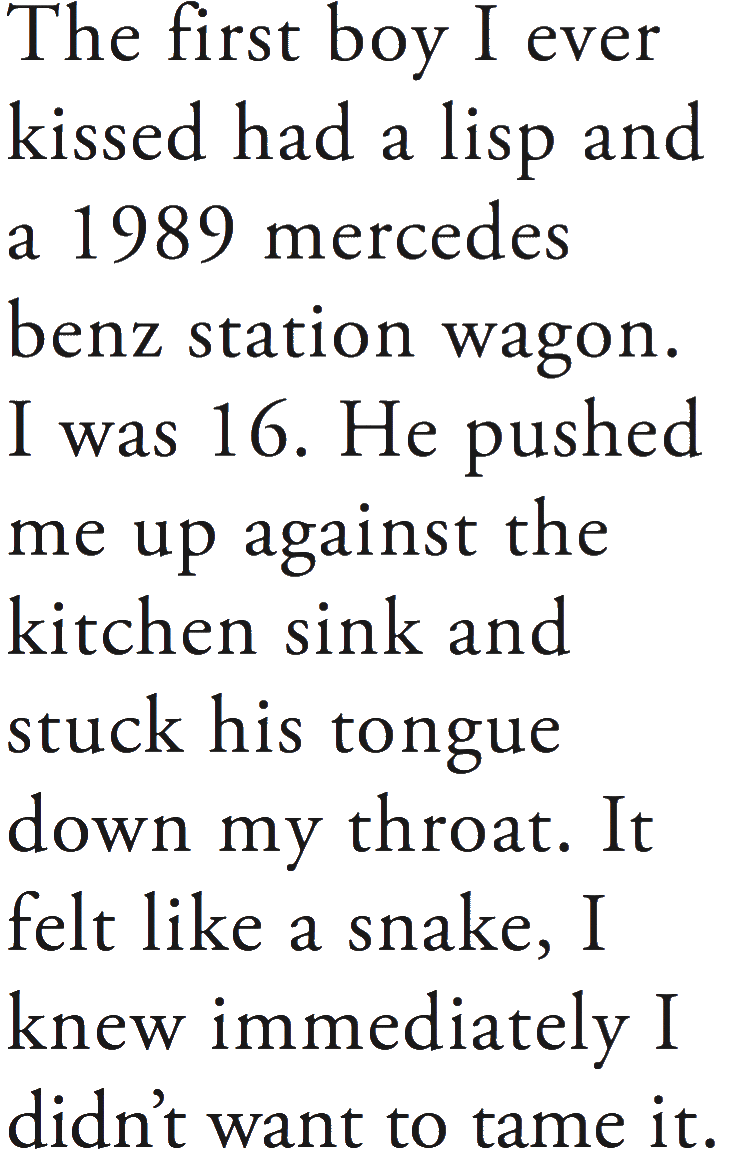 The first boy I ever
kissed had a lisp and
a 1989 mercedes
benz station wagon.
I was 16. He pushed
me up against the
kitchen sink and
stuck his tongue
down my throat. It
felt like a snake, I
knew immediately I
didn’t want to tame it.